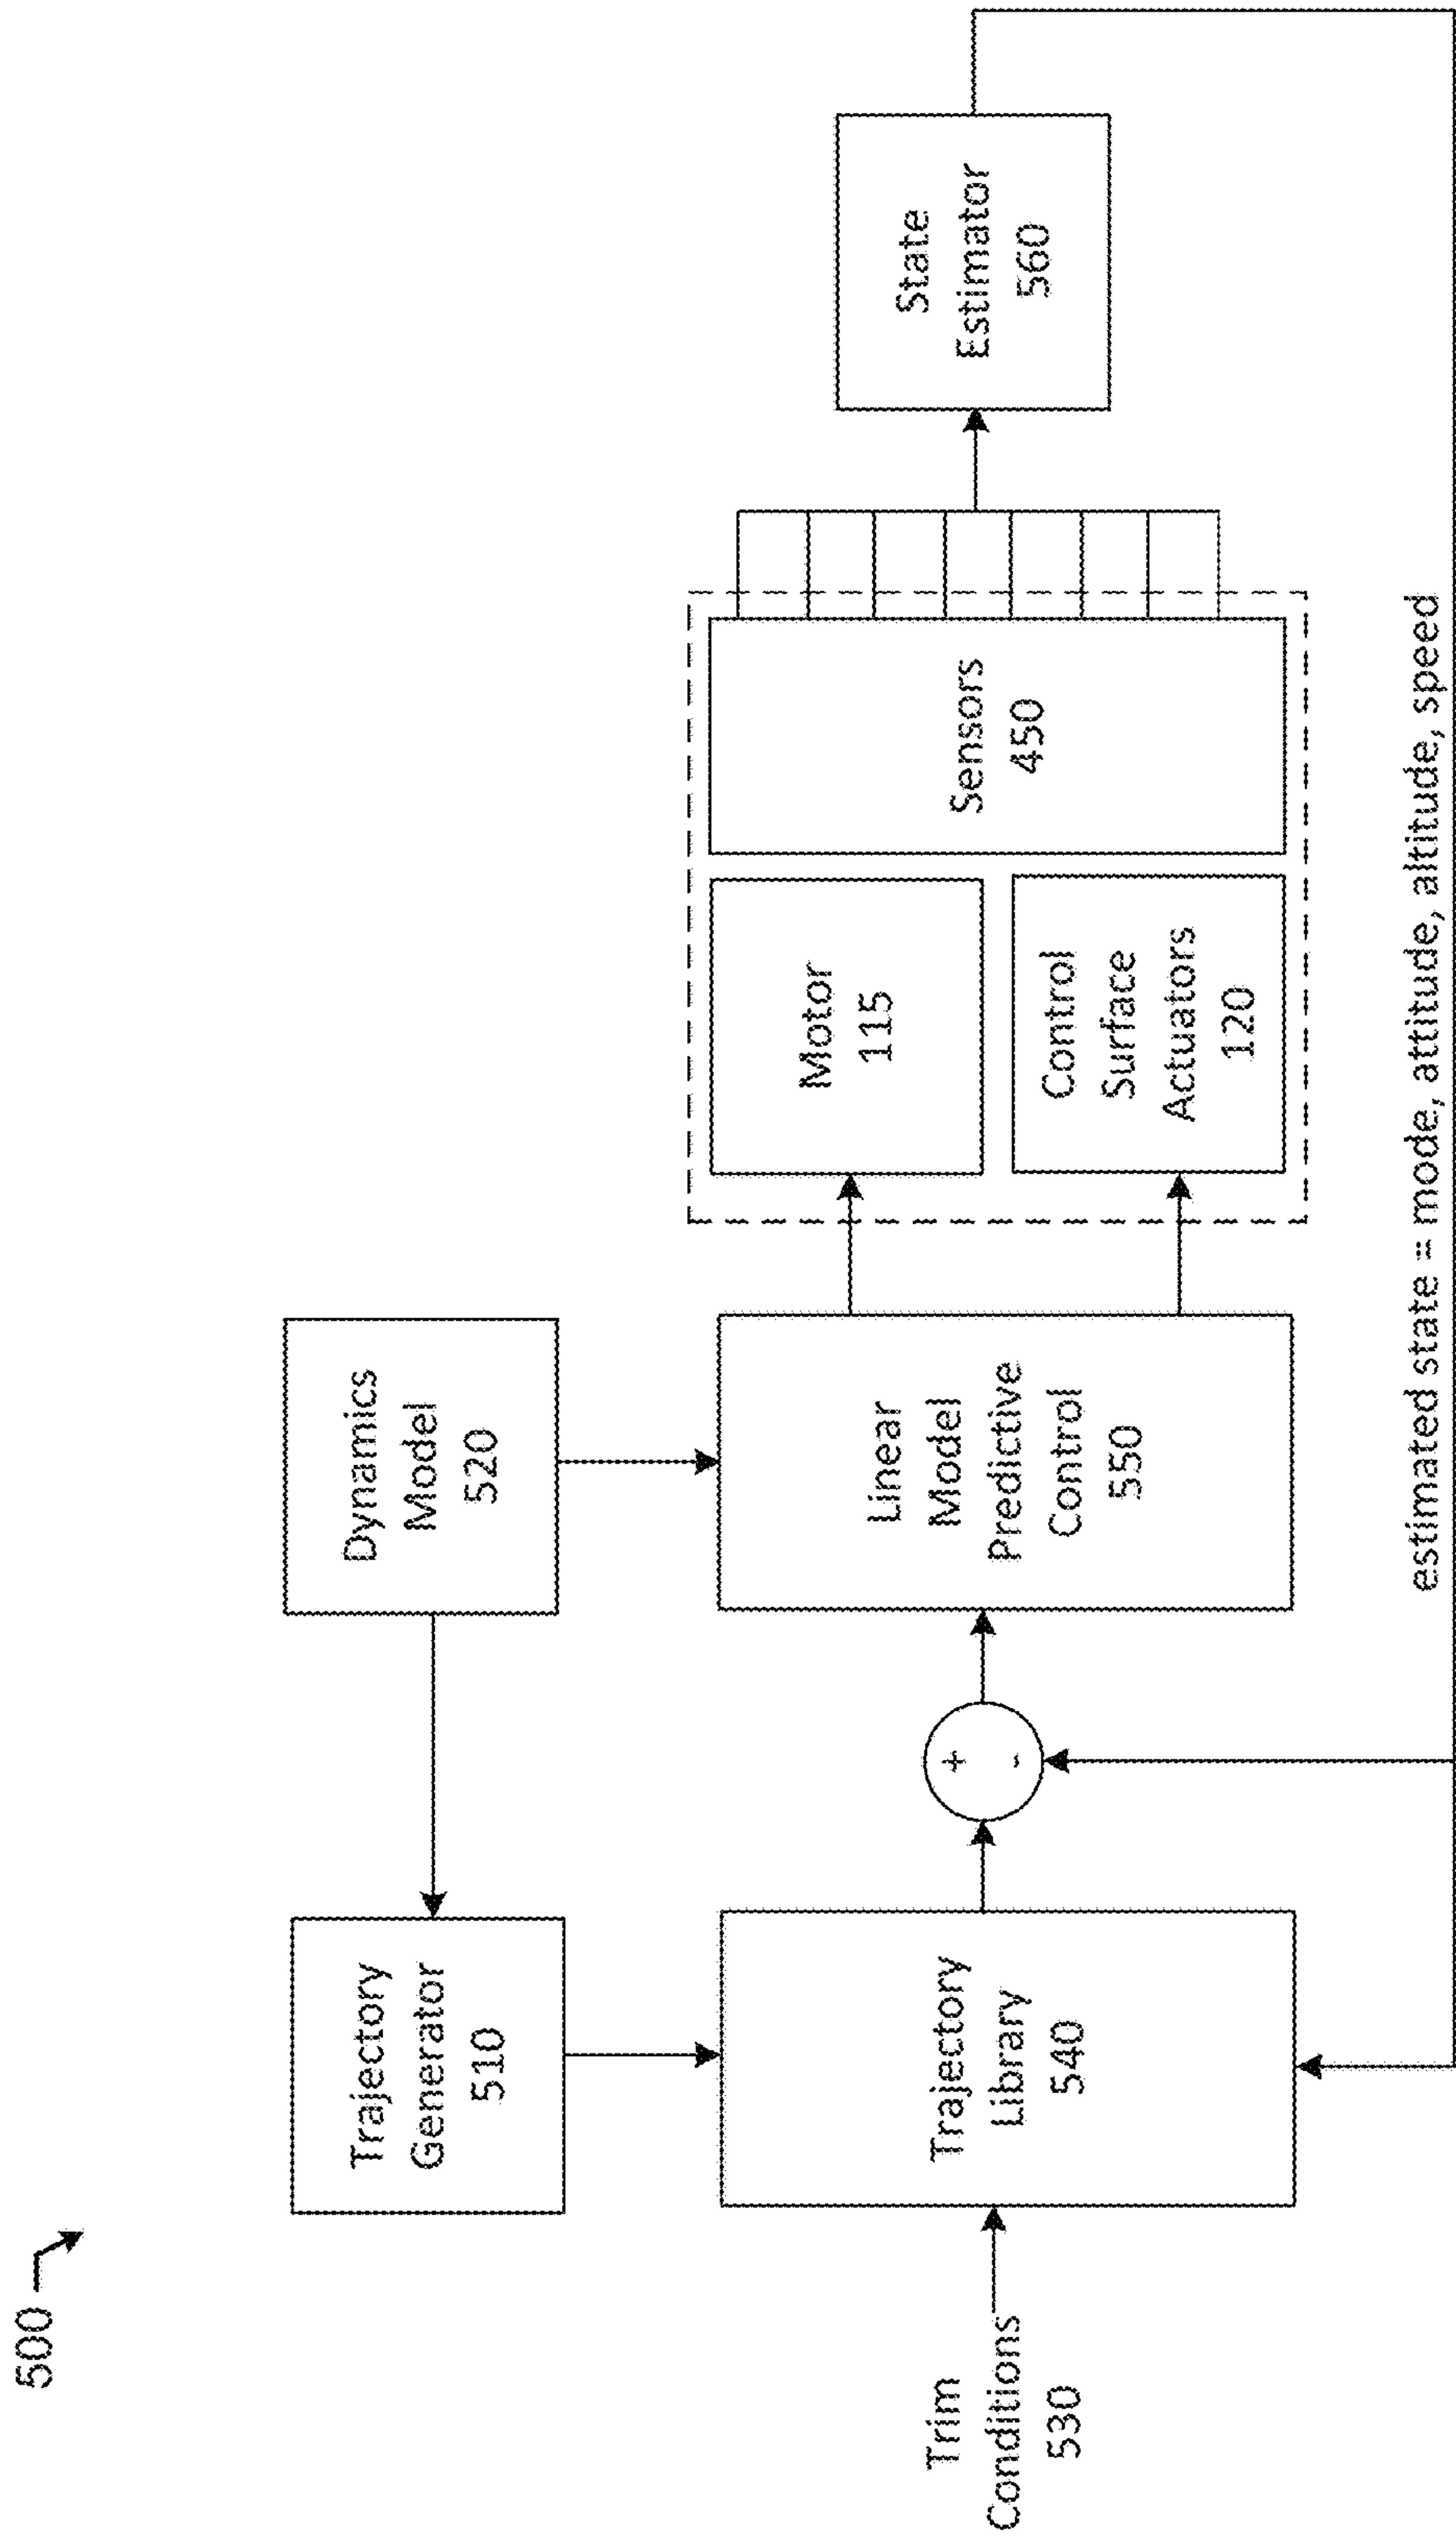 500
Trajectory
Generator
510
Dynamics
Model
520
Trim
Conditions
530
Trajectory
Library
540
+
-
Linear
Model
Predictive
Control
550
Motor
115
Control
Surface
Actuators
120
Sensors
450
State
Estimator
560
estimated state = mode, attitude, altitude, speed